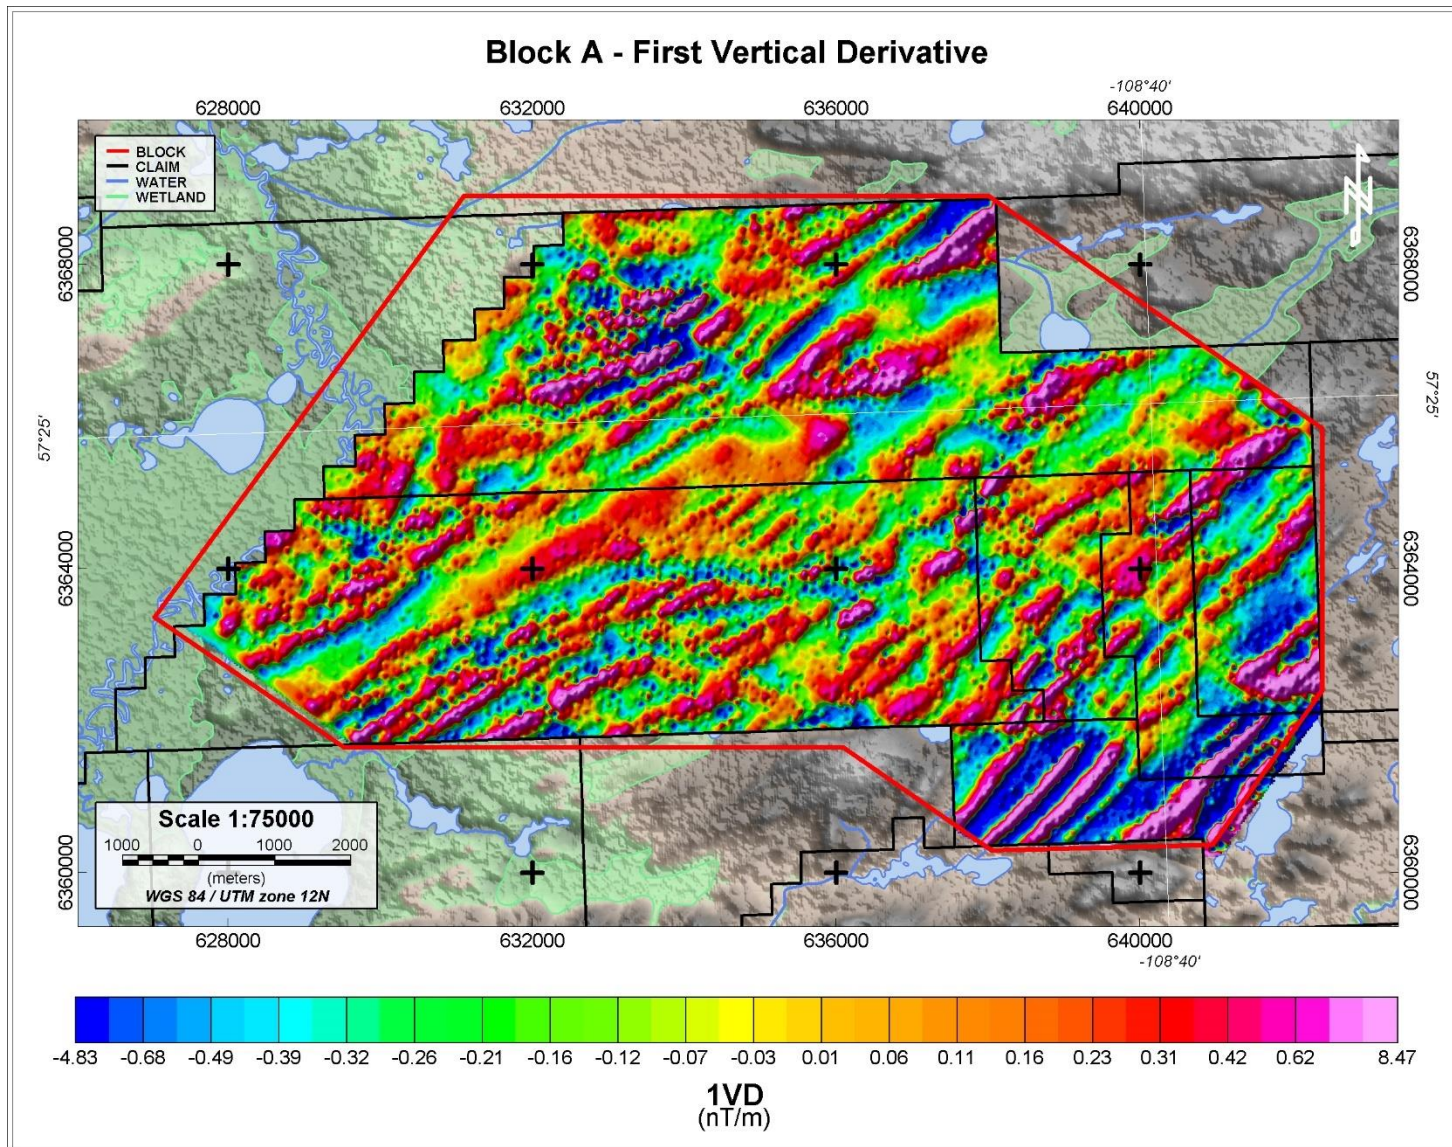 Block A - First Vertical Derivative
-108°40'
628000 632000 636000 640000
BLOCK
CLAIM
WATER
WETLAND
N
6368000
6368000
57°25'
57°25'
6364000
6364000
6360000
6360000
Scale 1:75000
1000 0 1000 2000
(meters)
WGS 84 / UTM zone 12N
628000 632000 636000 640000
-108°40'
-4.83 -0.68 -0.49 -0.39 -0.32 -0.26 -0.21 -0.16 -0.12 -0.07 -0.03 0.01 0.06 0.11 0.16 0.23 0.31 0.42 0.62 8.47
1VD
(nT/m)